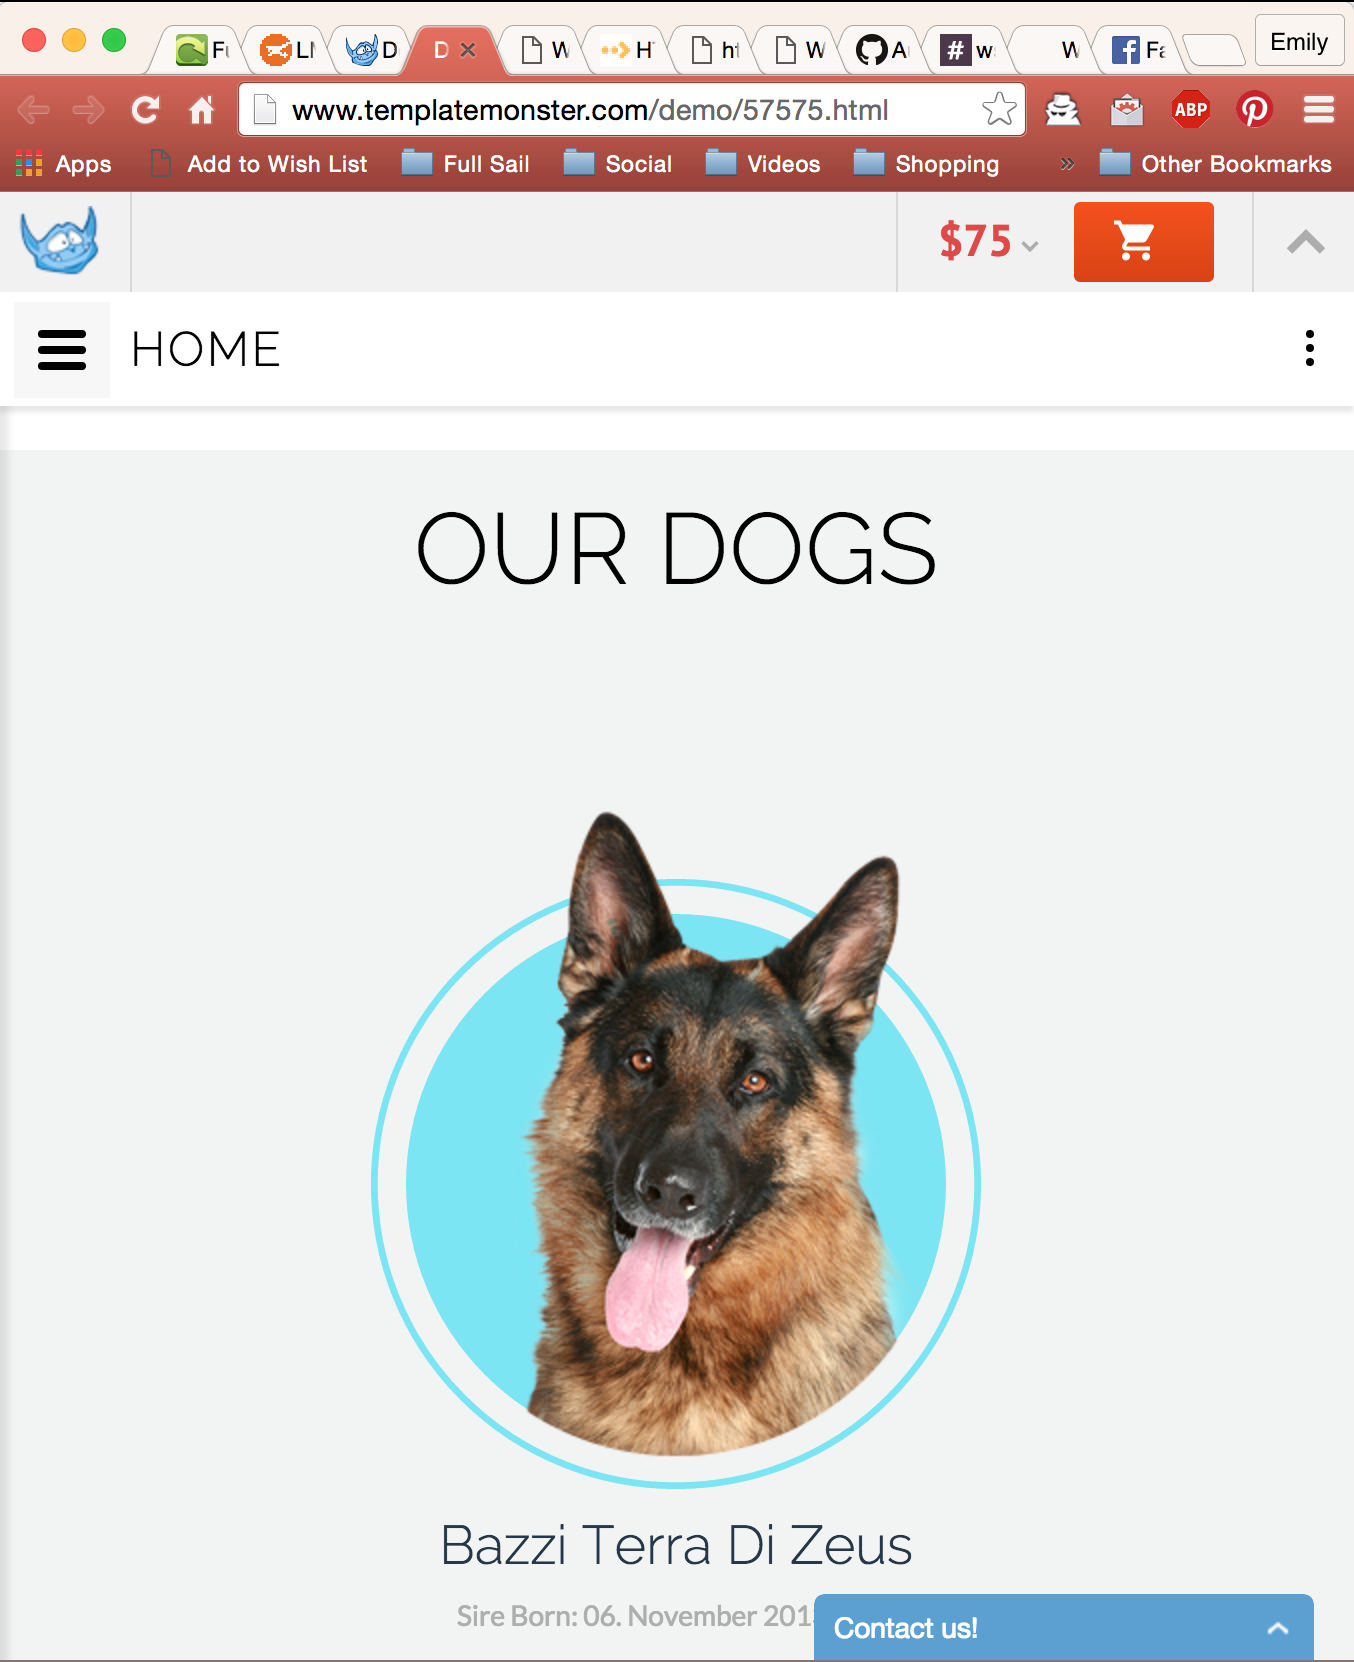 Fu LM D D W H ht W A # w W Fa Emily
www.templatemonster.com/demo/57575.html ABP
Apps Add to Wish List Full Sail Social Videos Shopping » Other Bookmarks
$75
HOME
OUR DOGS
Bazzi Terra Di Zeus
Sire Born: 06. November 201
Contact us!